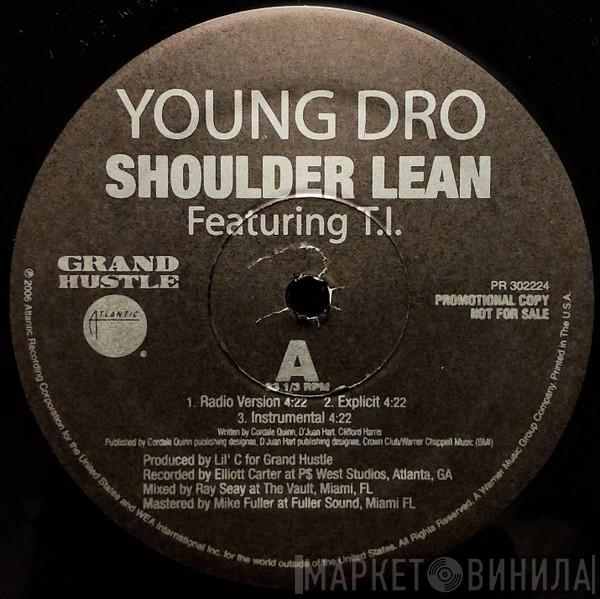 YOUNG DRO
SHOULDER LEAN
Featuring T.I.
GRAND
HUSTLE
ATLANTIC
®
PR 302224
PROMOTIONAL COPY
NOT FOR SALE
A
33 1/3 RPM
1. Radio Version 4:22 2. Explicit 4:22
3. Instrumental 4:22
Written by Cordale Quinn, D'Juan Hart, Clifford Harris
Published by Cordale Quinn publishing designee, D'Juan Hart publishing designee, Crown Club/Warner Chappell Music (BMI)
Produced by Lil' C for Grand Hustle
Recorded by Elliott Carter at P$ West Studios, Atlanta, GA
Mixed by Ray Seay at The Vault, Miami, FL
Mastered by Mike Fuller at Fuller Sound, Miami FL
℗ 2006 Atlantic Recording Corporation for the United States and WEA International Inc. for the world outside of the United States. All Rights Reserved. A Warner Music Group Company. Printed in The U.S.A.
МАРКЕТ ВИНИЛА